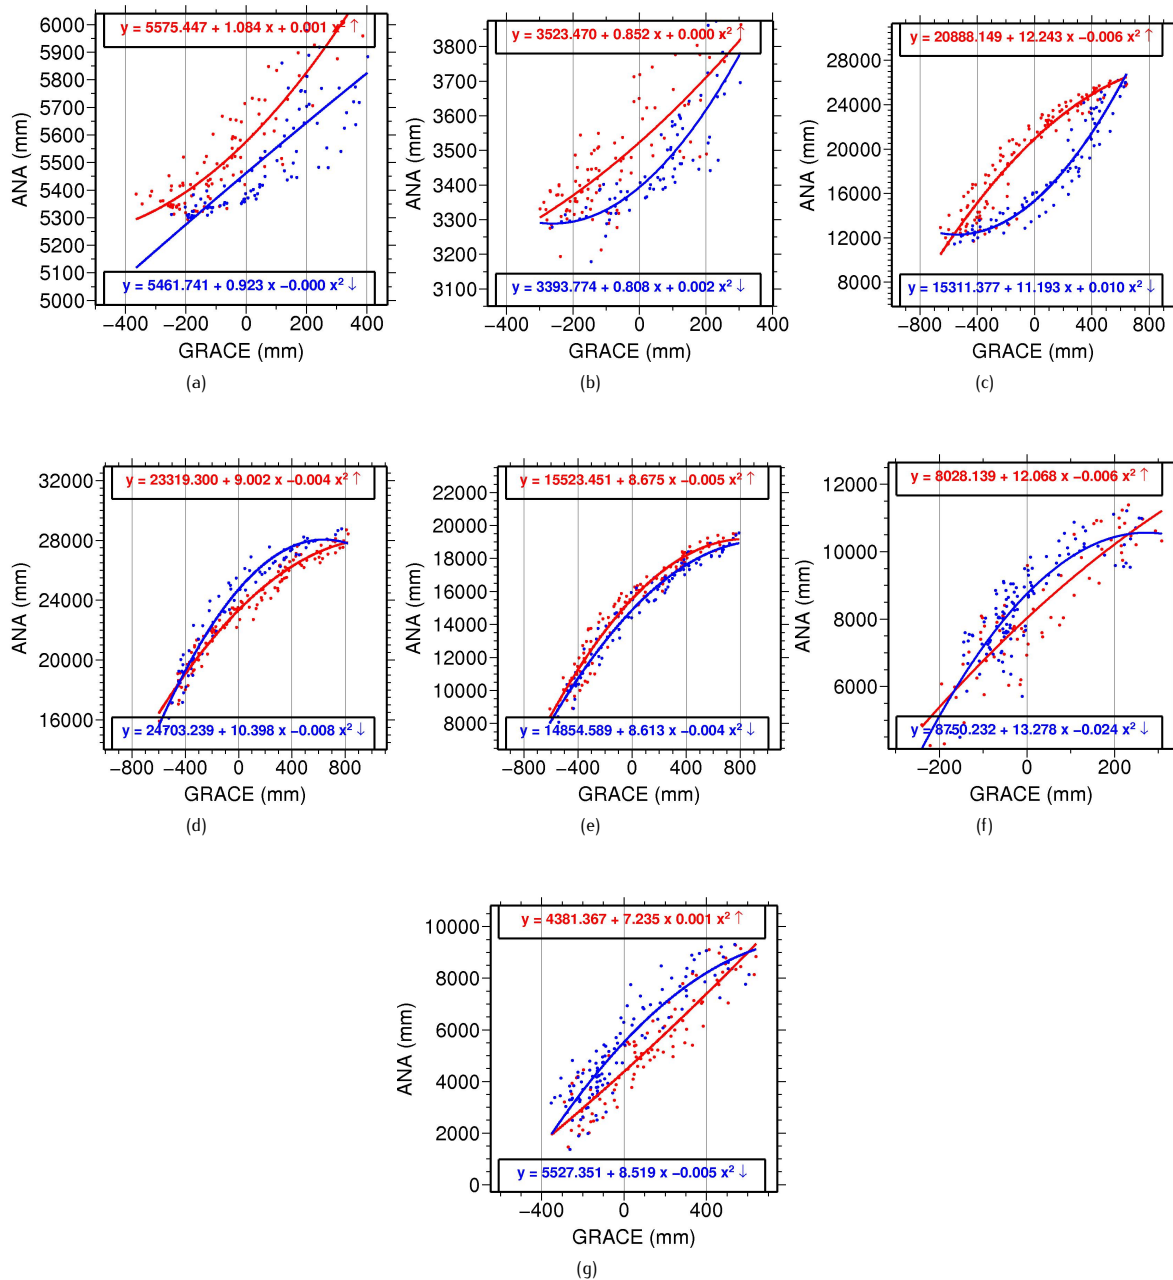 y = 5575.447 + 1.084 x + 0.001 x² ↑
6000
5900
5800
5700
5600
5500
5400
5300
5200
5100
5000
ANA (mm)
y = 5461.741 + 0.923 x −0.000 x² ↓
−400 −200 0 200 400
GRACE (mm)
(a)
y = 3523.470 + 0.852 x + 0.000 x² ↑
3800
3700
3600
3500
3400
3300
3200
3100
ANA (mm)
y = 3393.774 + 0.808 x + 0.002 x² ↓
−400 −200 0 200 400
GRACE (mm)
(b)
y = 20888.149 + 12.243 x −0.006 x² ↑
28000
24000
20000
16000
12000
8000
ANA (mm)
y = 15311.377 + 11.193 x + 0.010 x² ↓
−800 −400 0 400 800
GRACE (mm)
(c)
y = 23319.300 + 9.002 x −0.004 x² ↑
32000
28000
24000
20000
16000
ANA (mm)
y = 24703.239 + 10.398 x −0.008 x² ↓
−800 −400 0 400 800
GRACE (mm)
(d)
y = 15523.451 + 8.675 x −0.005 x² ↑
22000
20000
18000
16000
14000
12000
10000
8000
ANA (mm)
y = 14854.589 + 8.613 x −0.004 x² ↓
−800 −400 0 400 800
GRACE (mm)
(e)
y = 8028.139 + 12.068 x −0.006 x² ↑
12000
10000
8000
6000
ANA (mm)
y = 8750.232 + 13.278 x −0.024 x² ↓
−200 0 200
GRACE (mm)
(f)
y = 4381.367 + 7.235 x 0.001 x² ↑
10000
8000
6000
4000
2000
0
ANA (mm)
y = 5527.351 + 8.519 x −0.005 x² ↓
−400 0 400
GRACE (mm)
(g)